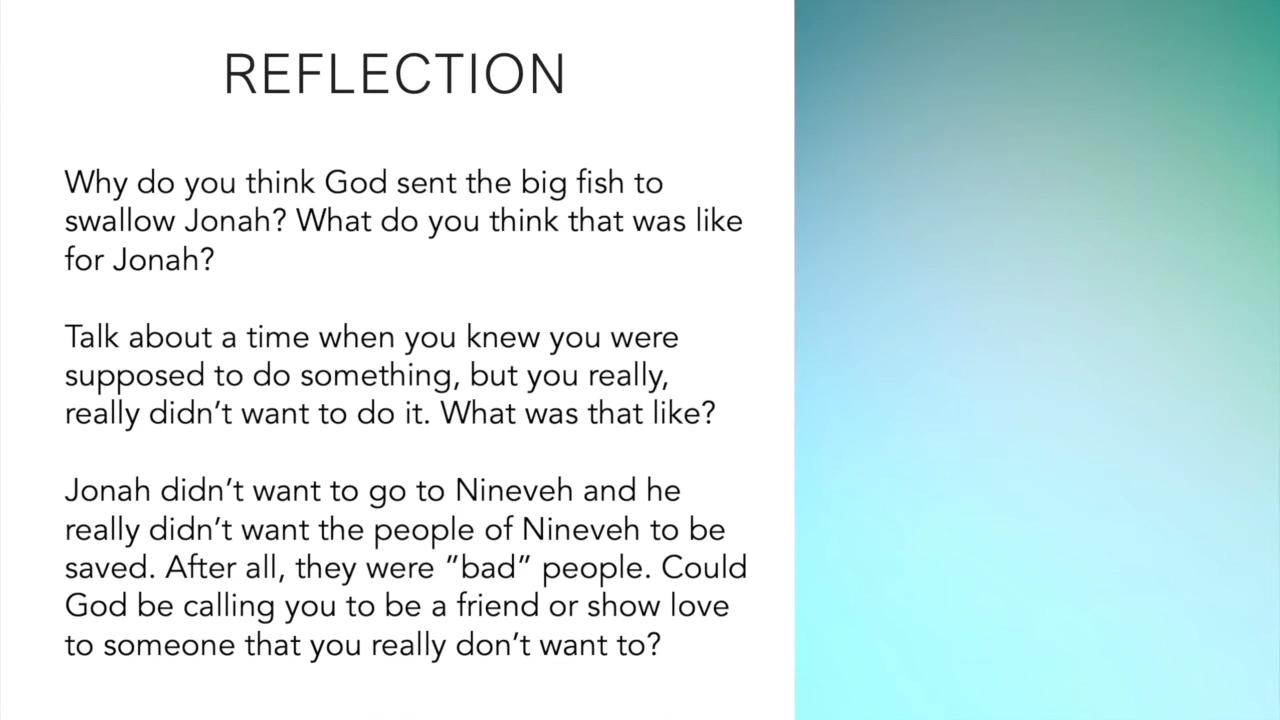 REFLECTION
Why do you think God sent the big fish to
swallow Jonah? What do you think that was like
for Jonah?
Talk about a time when you knew you were
supposed to do something, but you really,
really didn’t want to do it. What was that like?
Jonah didn’t want to go to Nineveh and he
really didn’t want the people of Nineveh to be
saved. After all, they were ”bad” people. Could
God be calling you to be a friend or show love
to someone that you really don’t want to?